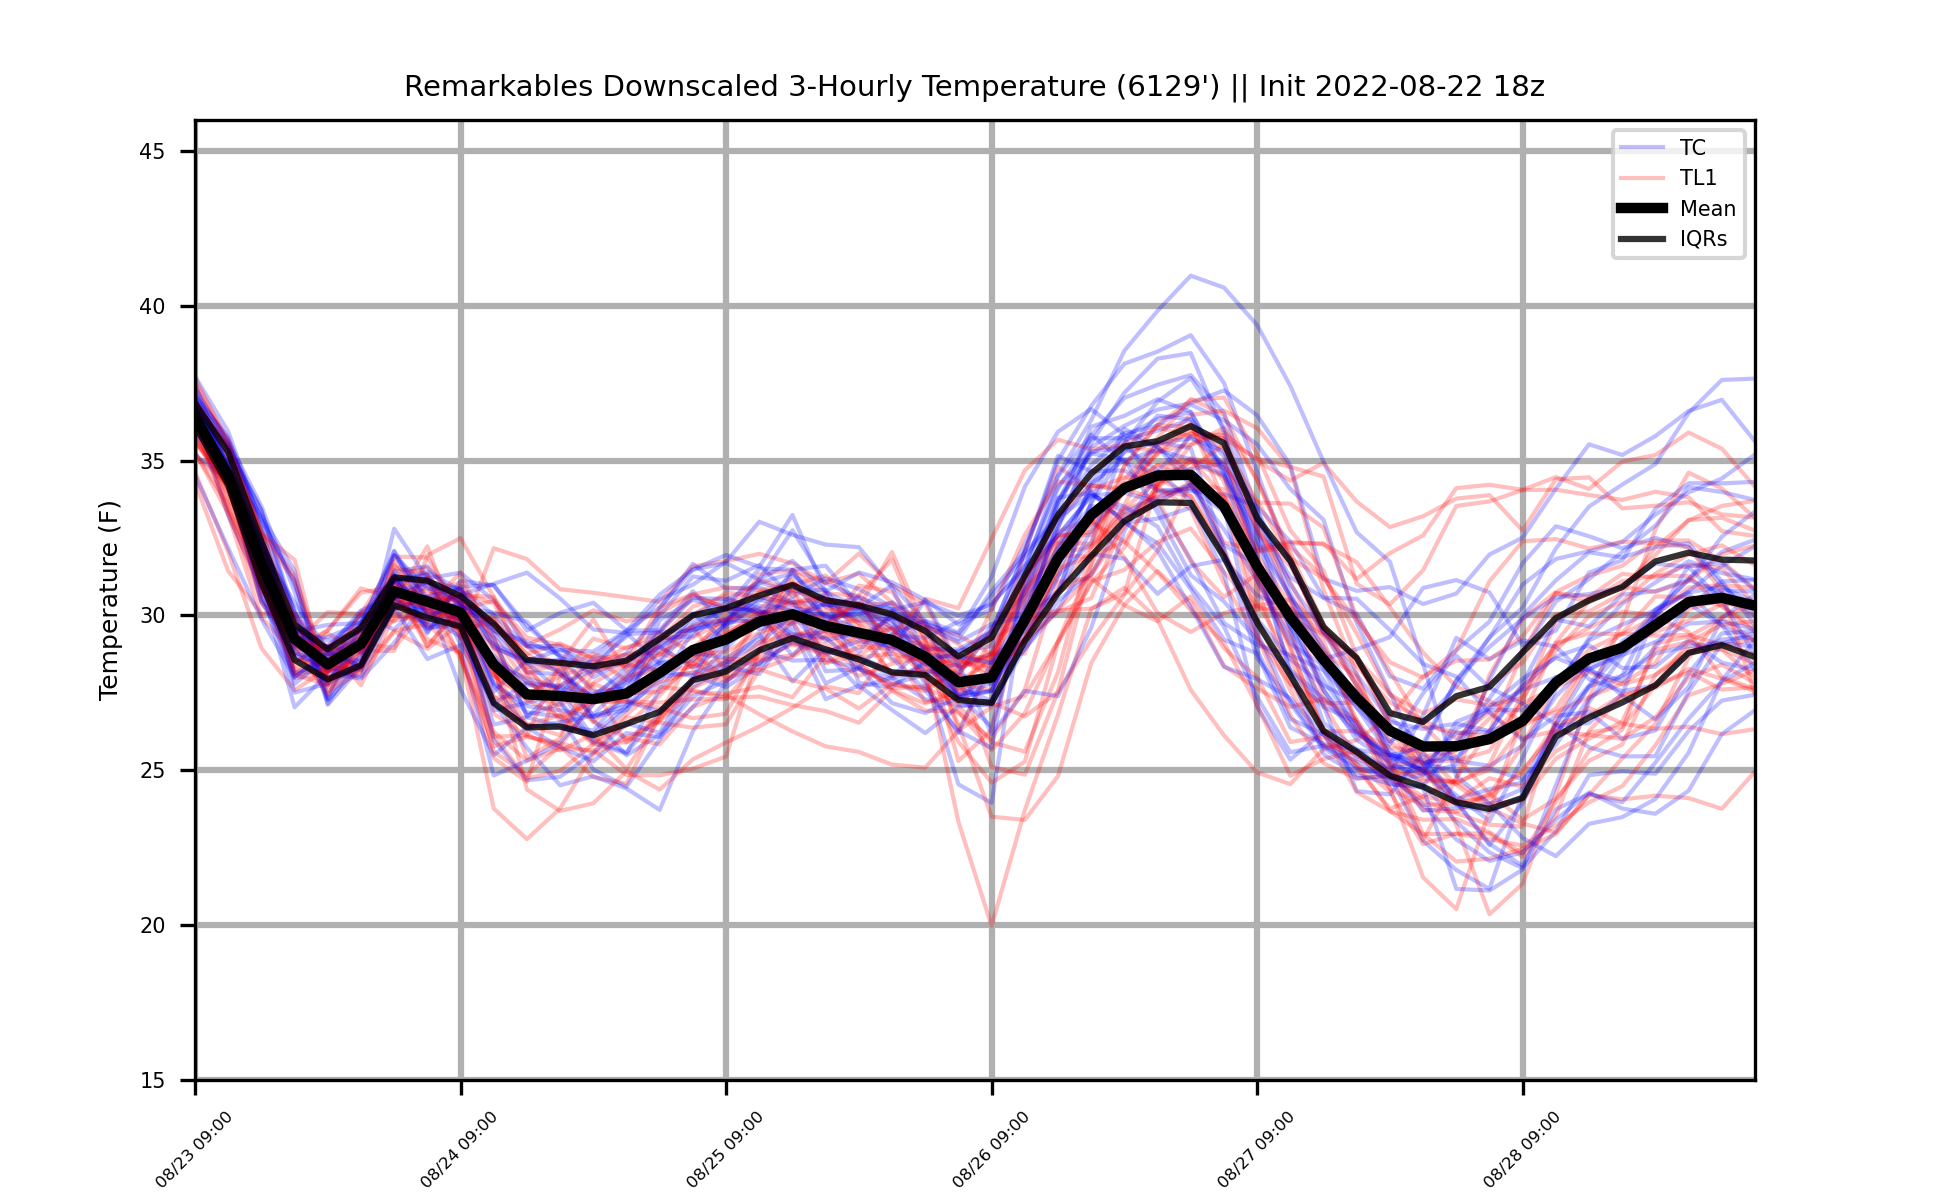 Remarkables Downscaled 3-Hourly Temperature (6129') || Init 2022-08-22 18z
TC
TL1
Mean
IQRs
Temperature (F)
45
40
35
30
25
20
15
08/23 09:00
08/24 09:00
08/25 09:00
08/26 09:00
08/27 09:00
08/28 09:00